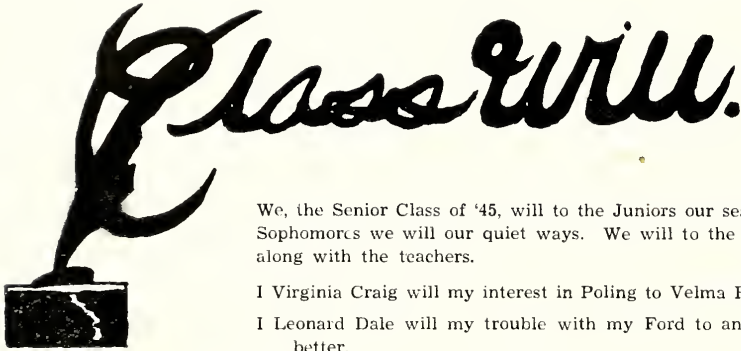 Class Will.
We, the Senior Class of '45, will to the Juniors our
Sophomores we will our quiet ways. We will to the
along with the teachers.
I Virginia Craig will my interest in Poling to Velma
I Leonard Dale will my trouble with my Ford to
better.